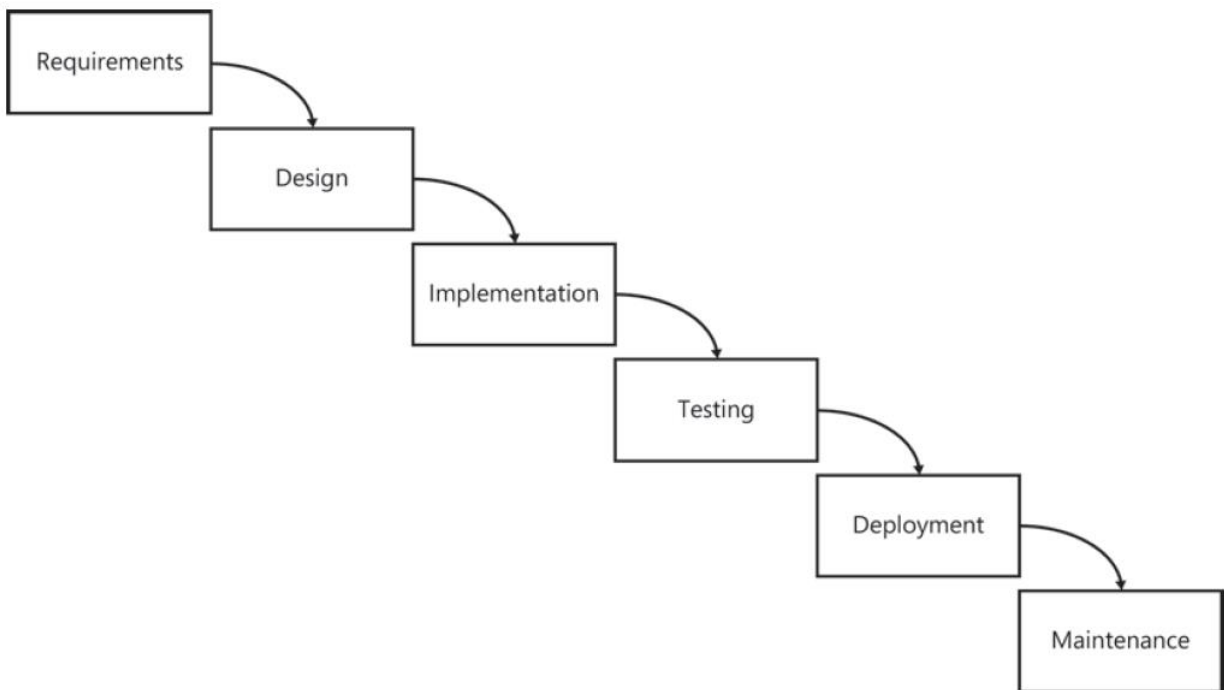 Requirements
Design
Implementation
Testing
Deployment
Maintenance